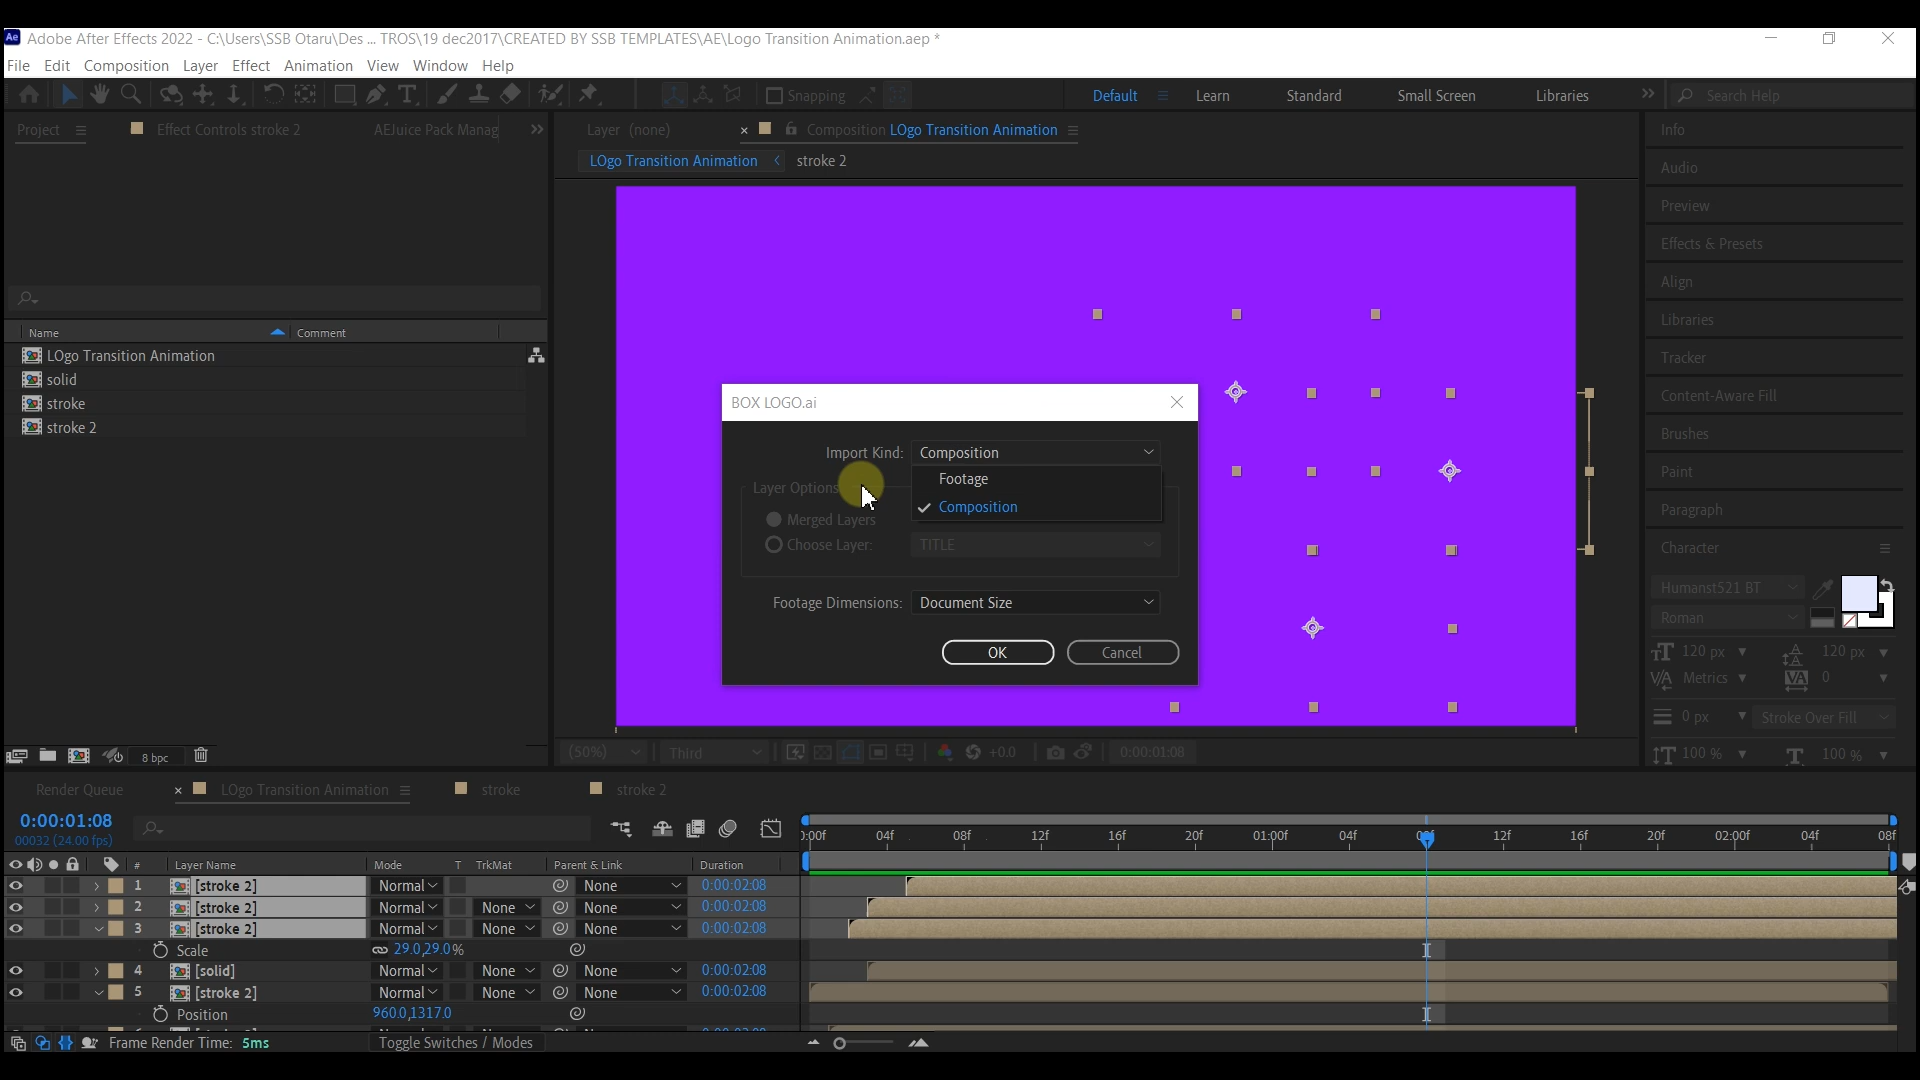 Adobe After Effects 2022 - C:\Users\SSB Otaru\Des ... TROS\19 dec2017\CREATED BY SSB TEMPLATES\AE\Logo Transition Animation.aep *
File Edit Composition Layer Effect Animation View Window Help
Snapping Default Learn Standard Small Screen Libraries Search Help
Project Effect Controls stroke 2 AEJuice Pack Manag
Layer (none) Composition LOgo Transition Animation
LOgo Transition Animation stroke 2
Name Comment
LOgo Transition Animation
solid
stroke
stroke 2
8 bpc
BOX LOGO.ai
Import Kind: Composition
Footage
Composition
Layer Options
Merged Layers
Choose Layer: TITLE
Footage Dimensions: Document Size
OK Cancel
(50%) Third +0.0 0:00:01:08
Info
Audio
Preview
Effects & Presets
Align
Libraries
Tracker
Content-Aware Fill
Brushes
Paint
Paragraph
Character
Humanst521 BT
Roman
120 px 120 px
Metrics 0
0 px Stroke Over Fill
100 % 100 %
Render Queue LOgo Transition Animation stroke stroke 2
0:00:01:08
00032 (24.00 fps)
0:00f 04f 08f 12f 16f 20f 01:00f 04f 12f 16f 20f 02:00f 04f 08f
# Layer Name Mode T TrkMat Parent & Link Duration
1 [stroke 2] Normal None 0:00:02:08
2 [stroke 2] Normal None None 0:00:02:08
3 [stroke 2] Normal None None 0:00:02:08
Scale 29.0,29.0%
4 [solid] Normal None None 0:00:02:08
5 [stroke 2] Normal None None 0:00:02:08
Position 960.0,1317.0
Frame Render Time: 5ms Toggle Switches / Modes